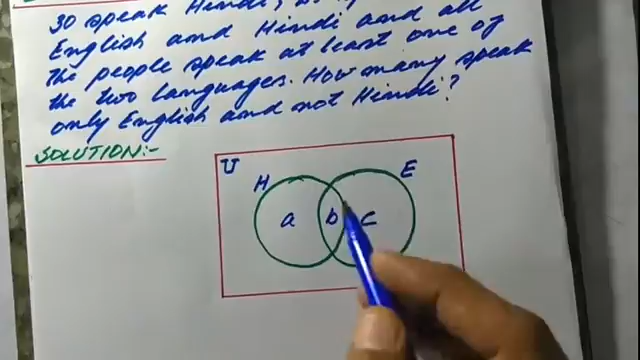 30 speak Hindi,
English and Hindi and all
the people speak at least one of
the two languages. How many speak
only English and not Hindi?
SOLUTION:-
U
H E
a b c